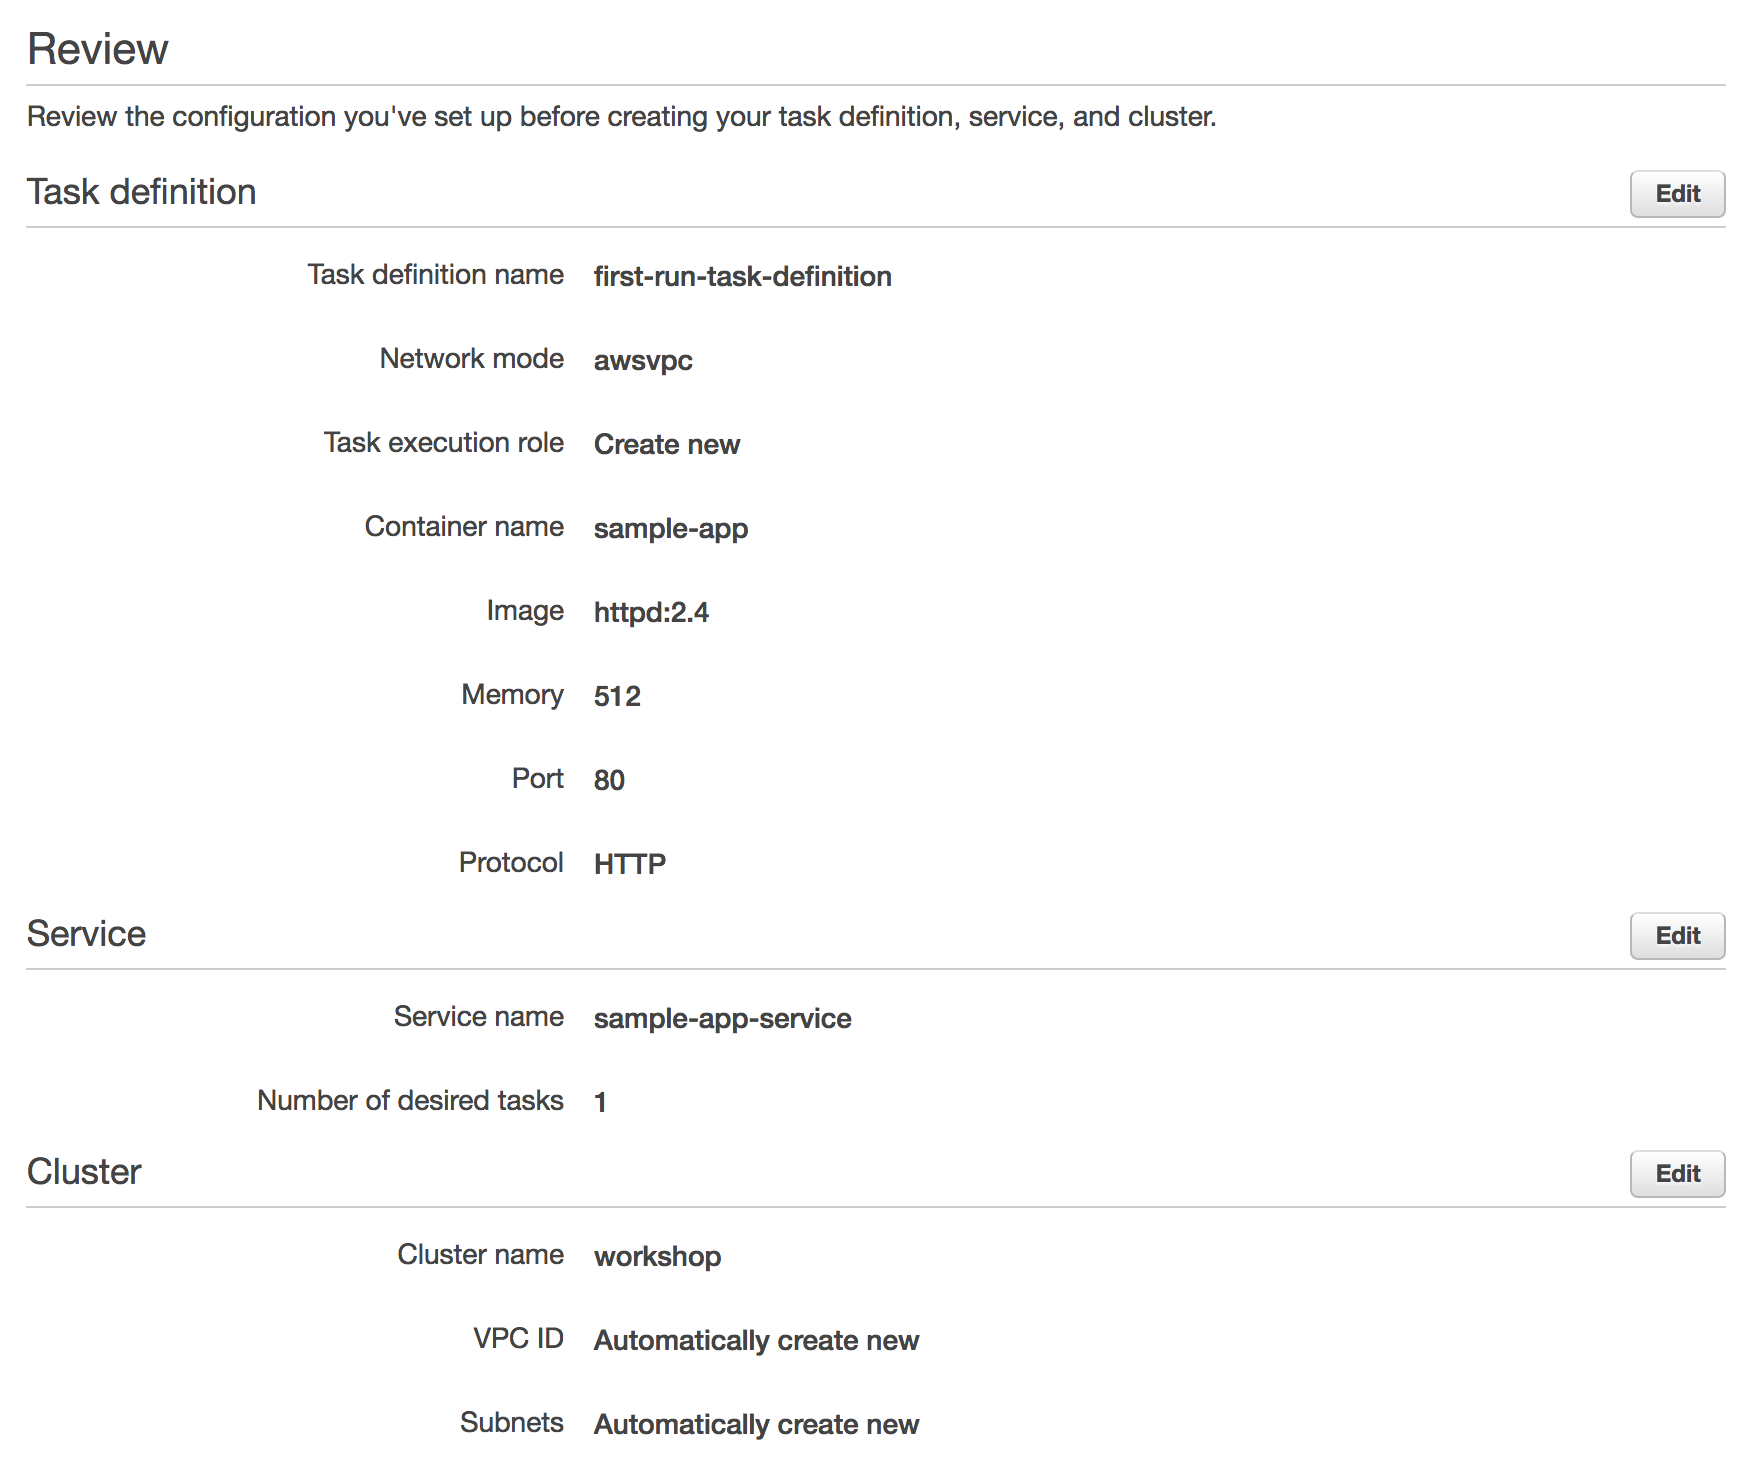 Review
Review the configuration you've set up before creating your task definition, service, and cluster.
Task definition Edit
Task definition name first-run-task-definition
Network mode awsvpc
Task execution role Create new
Container name sample-app
Image httpd:2.4
Memory 512
Port 80
Protocol HTTP
Service Edit
Service name sample-app-service
Number of desired tasks 1
Cluster Edit
Cluster name workshop
VPC ID Automatically create new
Subnets Automatically create new